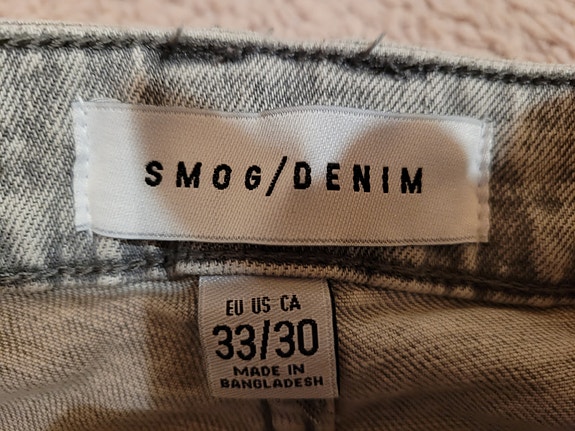 SMOG/DENIM
EU US CA
33/30
MADE IN
BANGLADESH